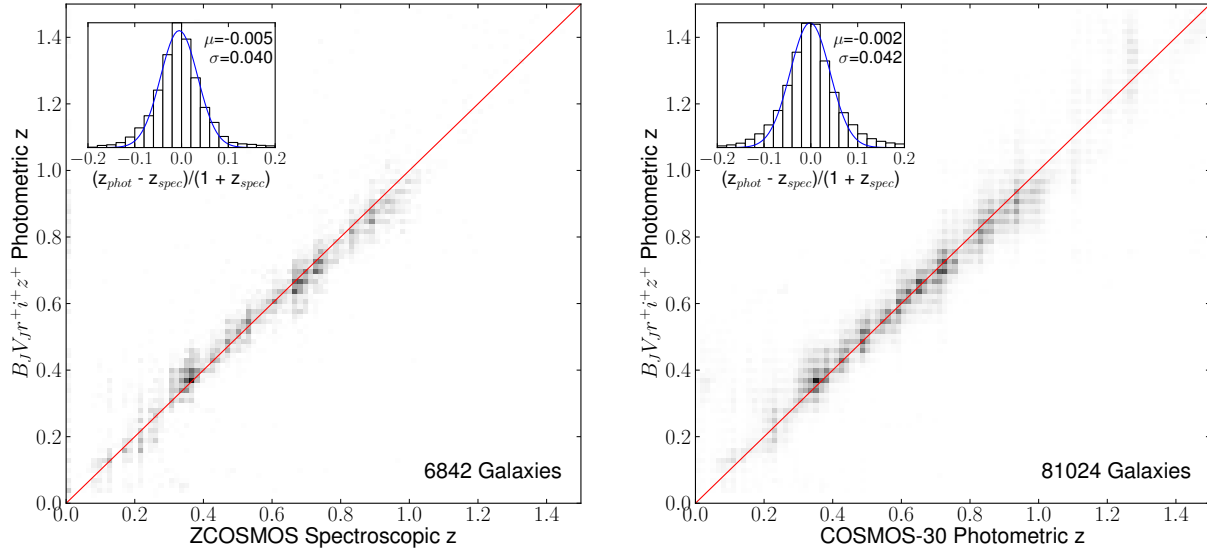 1.4
1.2
1.0
0.8
0.6
0.4
0.2
0.0
B_J V_J r^+ i^+ z^+ Photometric z
μ=-0.005
σ=0.040
−0.2 −0.1 0.0 0.1 0.2
(z_phot - z_spec)/(1 + z_spec)
6842 Galaxies
0.0 0.2 0.4 0.6 0.8 1.0 1.2 1.4
ZCOSMOS Spectroscopic z
1.4
1.2
1.0
0.8
0.6
0.4
0.2
0.0
B_J V_J r^+ i^+ z^+ Photometric z
μ=-0.002
σ=0.042
−0.2 −0.1 0.0 0.1 0.2
(z_phot - z_spec)/(1 + z_spec)
81024 Galaxies
0.0 0.2 0.4 0.6 0.8 1.0 1.2 1.4
COSMOS-30 Photometric z